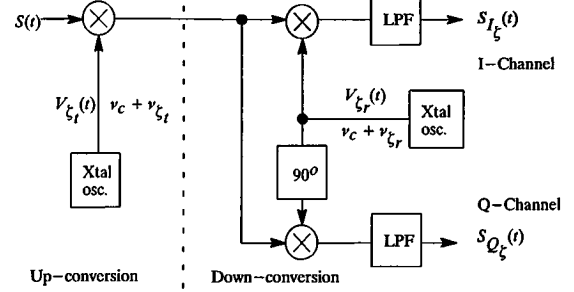 S(t)
LPF
S_{I_ζ}(t)
I-Channel
V_{ζ_t}(t) ν_c + ν_{ζ_t}
V_{ζ_r}(t)
ν_c + ν_{ζ_r}
Xtal
osc.
Xtal
osc.
90^o
Q-Channel
LPF
S_{Q_ζ}(t)
Up-conversion
Down-conversion